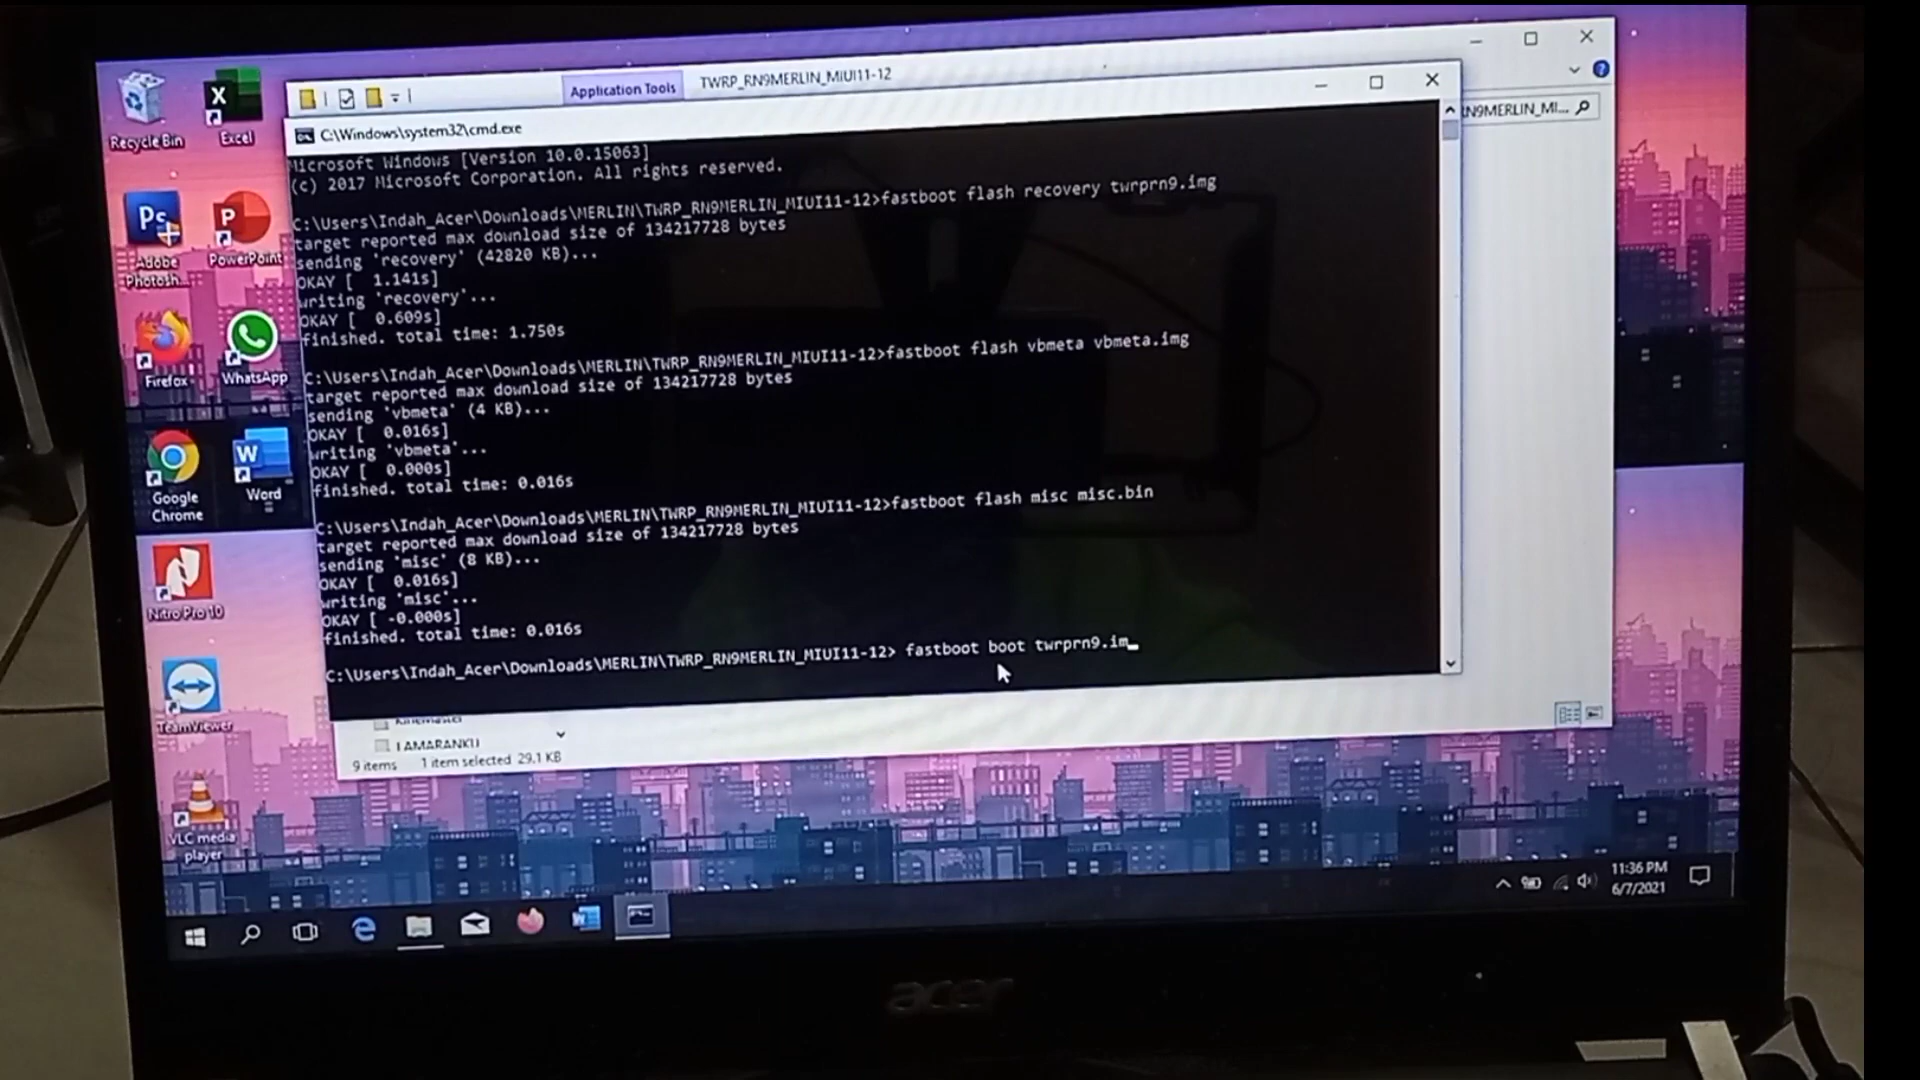 Application Tools
TWRP_RN9MERLIN_MIUI11-12
RN9MERLIN_MI...
C:\Windows\system32\cmd.exe
Microsoft Windows [Version 10.0.15063]
(c) 2017 Microsoft Corporation. All rights reserved.
C:\Users\Indah_Acer\Downloads\MERLIN\TWRP_RN9MERLIN_MIUI11-12>fastboot flash recovery twrprn9.img
target reported max download size of 134217728 bytes
sending 'recovery' (42820 KB)...
OKAY [  1.141s]
writing 'recovery'...
OKAY [  0.609s]
finished. total time: 1.750s
C:\Users\Indah_Acer\Downloads\MERLIN\TWRP_RN9MERLIN_MIUI11-12>fastboot flash vbmeta vbmeta.img
target reported max download size of 134217728 bytes
sending 'vbmeta' (4 KB)...
OKAY [  0.016s]
writing 'vbmeta'...
OKAY [  0.000s]
finished. total time: 0.016s
C:\Users\Indah_Acer\Downloads\MERLIN\TWRP_RN9MERLIN_MIUI11-12>fastboot flash misc misc.bin
target reported max download size of 134217728 bytes
sending 'misc' (8 KB)...
OKAY [  0.016s]
writing 'misc'...
OKAY [ -0.000s]
finished. total time: 0.016s
C:\Users\Indah_Acer\Downloads\MERLIN\TWRP_RN9MERLIN_MIUI11-12> fastboot boot twrprn9.im_
LAMARANKU
9 items 1 item selected 29.1 KB
Recycle Bin
Excel
Adobe
Photosh...
PowerPoint
Firefox
WhatsApp
Google
Chrome
Word
Nitro Pro 10
TeamViewer
VLC media
player
11:36 PM
6/7/2021
acer